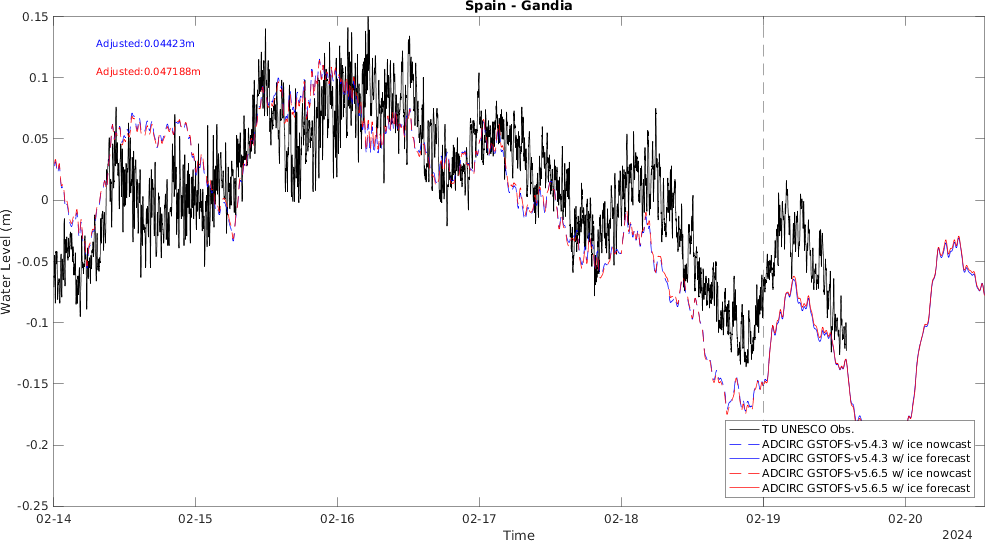 Spain - Gandia
Adjusted:0.04423m
Adjusted:0.047188m
Water Level (m)
0.15
0.1
0.05
0
-0.05
-0.1
-0.15
-0.2
-0.25
TD UNESCO Obs.
ADCIRC GSTOFS-v5.4.3 w/ ice nowcast
ADCIRC GSTOFS-v5.4.3 w/ ice forecast
ADCIRC GSTOFS-v5.6.5 w/ ice nowcast
ADCIRC GSTOFS-v5.6.5 w/ ice forecast
02-14 02-15 02-16 02-17 02-18 02-19 02-20
Time
2024